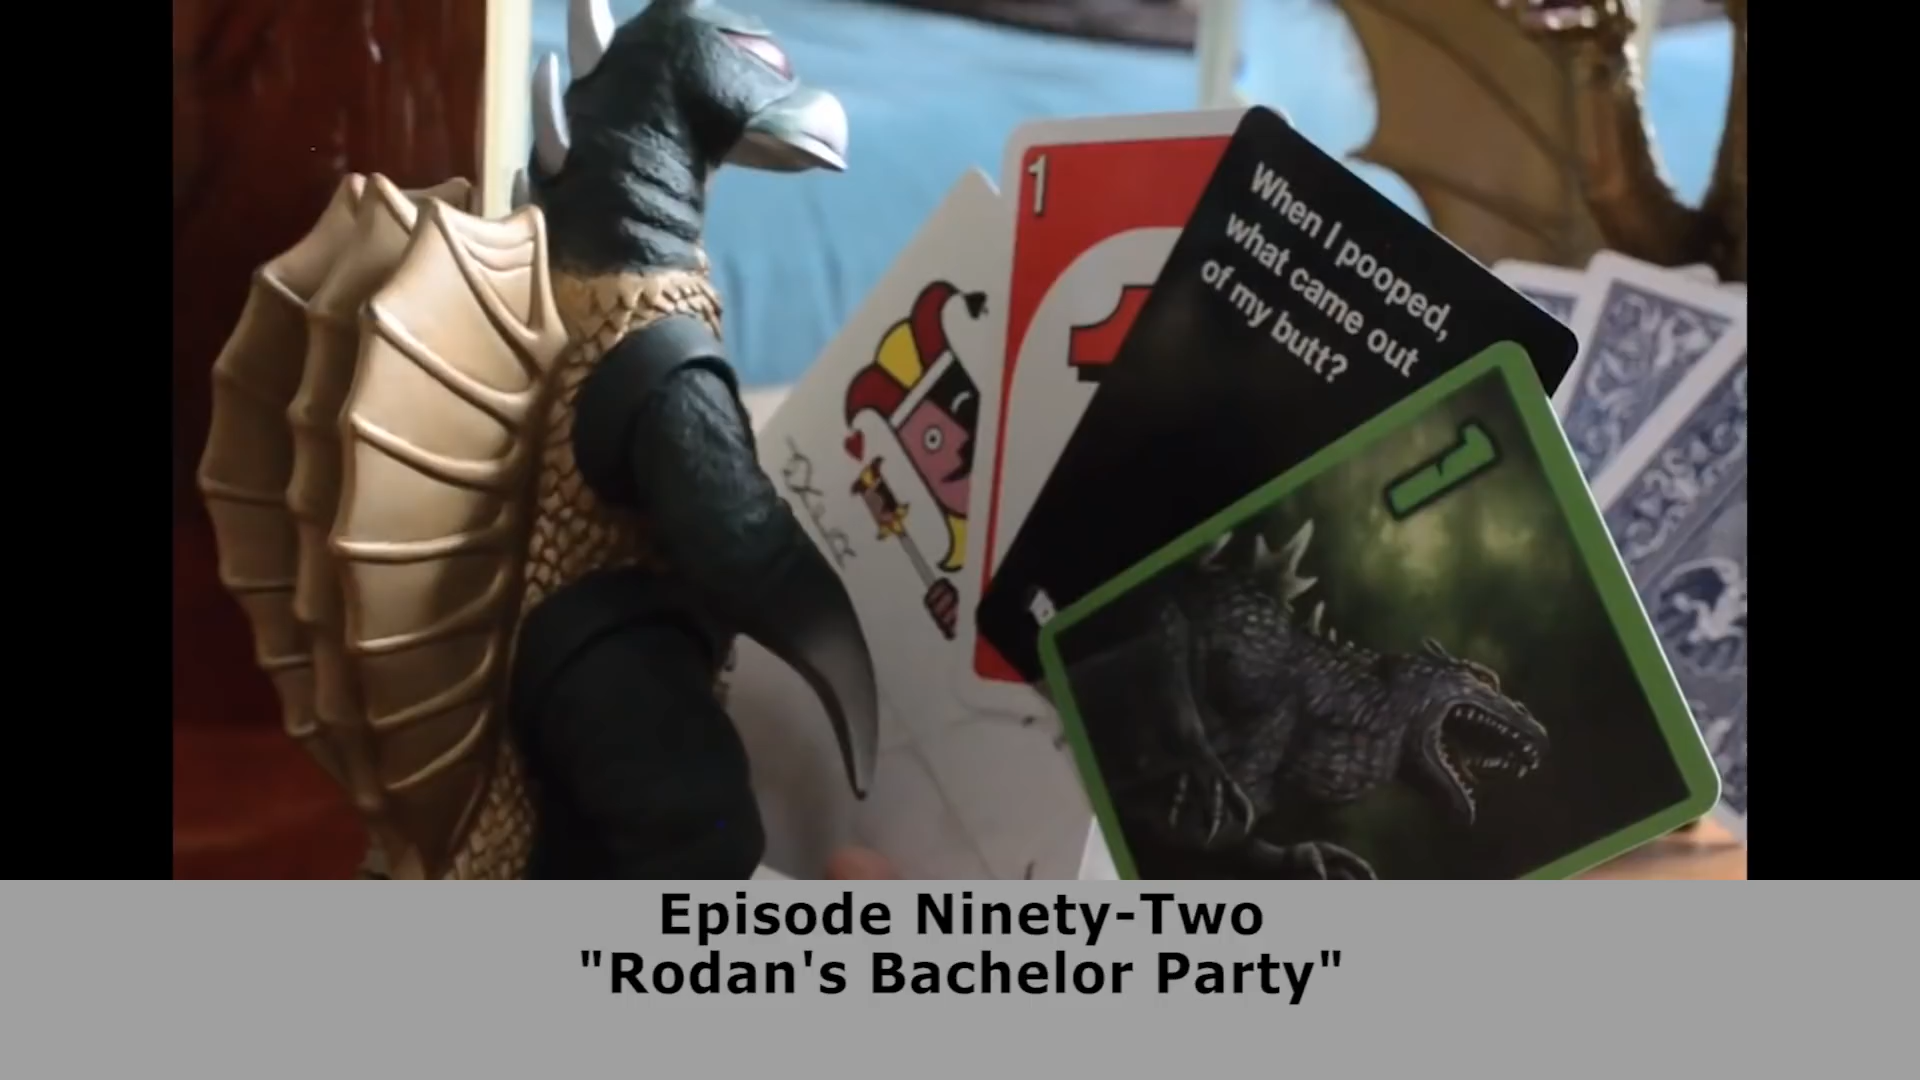 1
1
When I pooped,
what came out
of my butt?
1
Episode Ninety-Two
"Rodan's Bachelor Party"